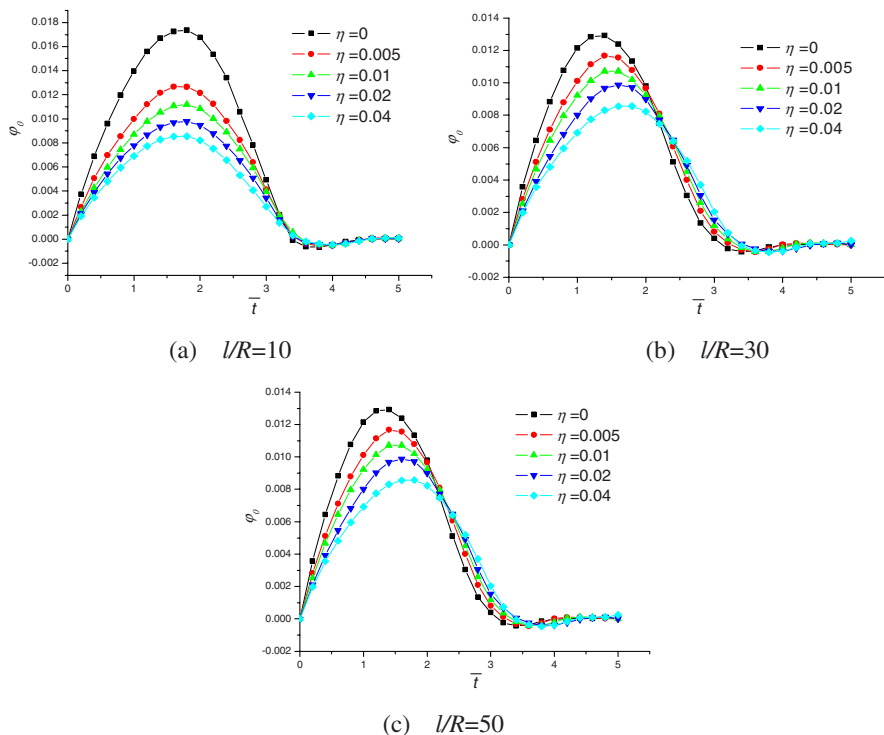 0.018
0.016
0.014
0.012
0.010
0.008
0.006
0.004
0.002
0.000
-0.002
φ₀
0 1 2 3 4 5
t̅
η =0
η =0.005
η =0.01
η =0.02
η =0.04
(a) l/R=10
0.014
0.012
0.010
0.008
0.006
0.004
0.002
0.000
-0.002
φ₀
0 1 2 3 4 5
t̅
η =0
η =0.005
η =0.01
η =0.02
η =0.04
(b) l/R=30
0.014
0.012
0.010
0.008
0.006
0.004
0.002
0.000
-0.002
φ₀
0 1 2 3 4 5
t̅
η =0
η =0.005
η =0.01
η =0.02
η =0.04
(c) l/R=50